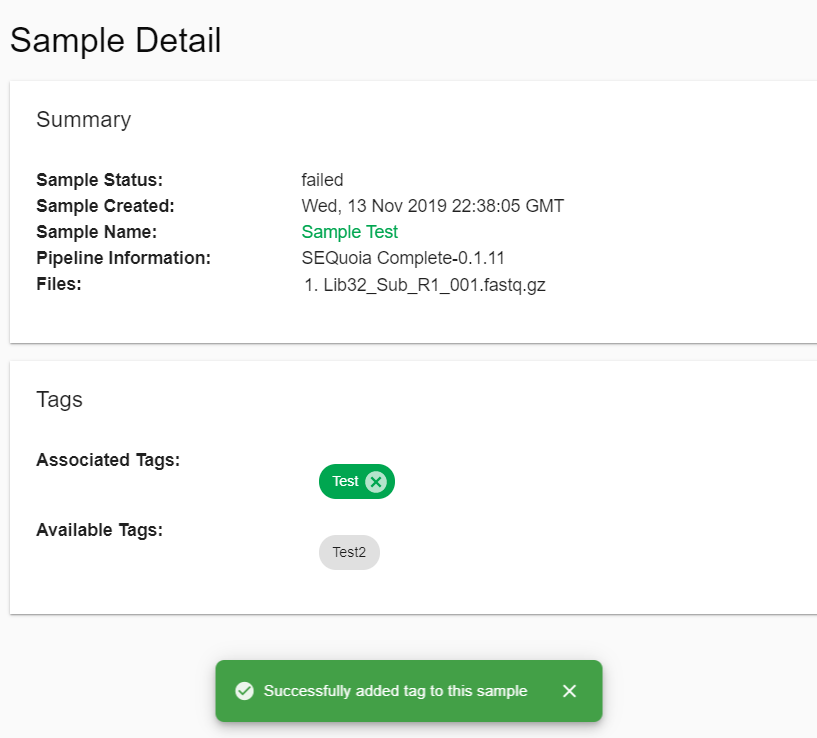 Sample Detail
Summary
Sample Status: failed
Sample Created: Wed, 13 Nov 2019 22:38:05 GMT
Sample Name: Sample Test
Pipeline Information: SEQuoia Complete-0.1.11
Files: 1. Lib32_Sub_R1_001.fastq.gz
Tags
Associated Tags:
Test
Available Tags:
Test2
Successfully added tag to this sample